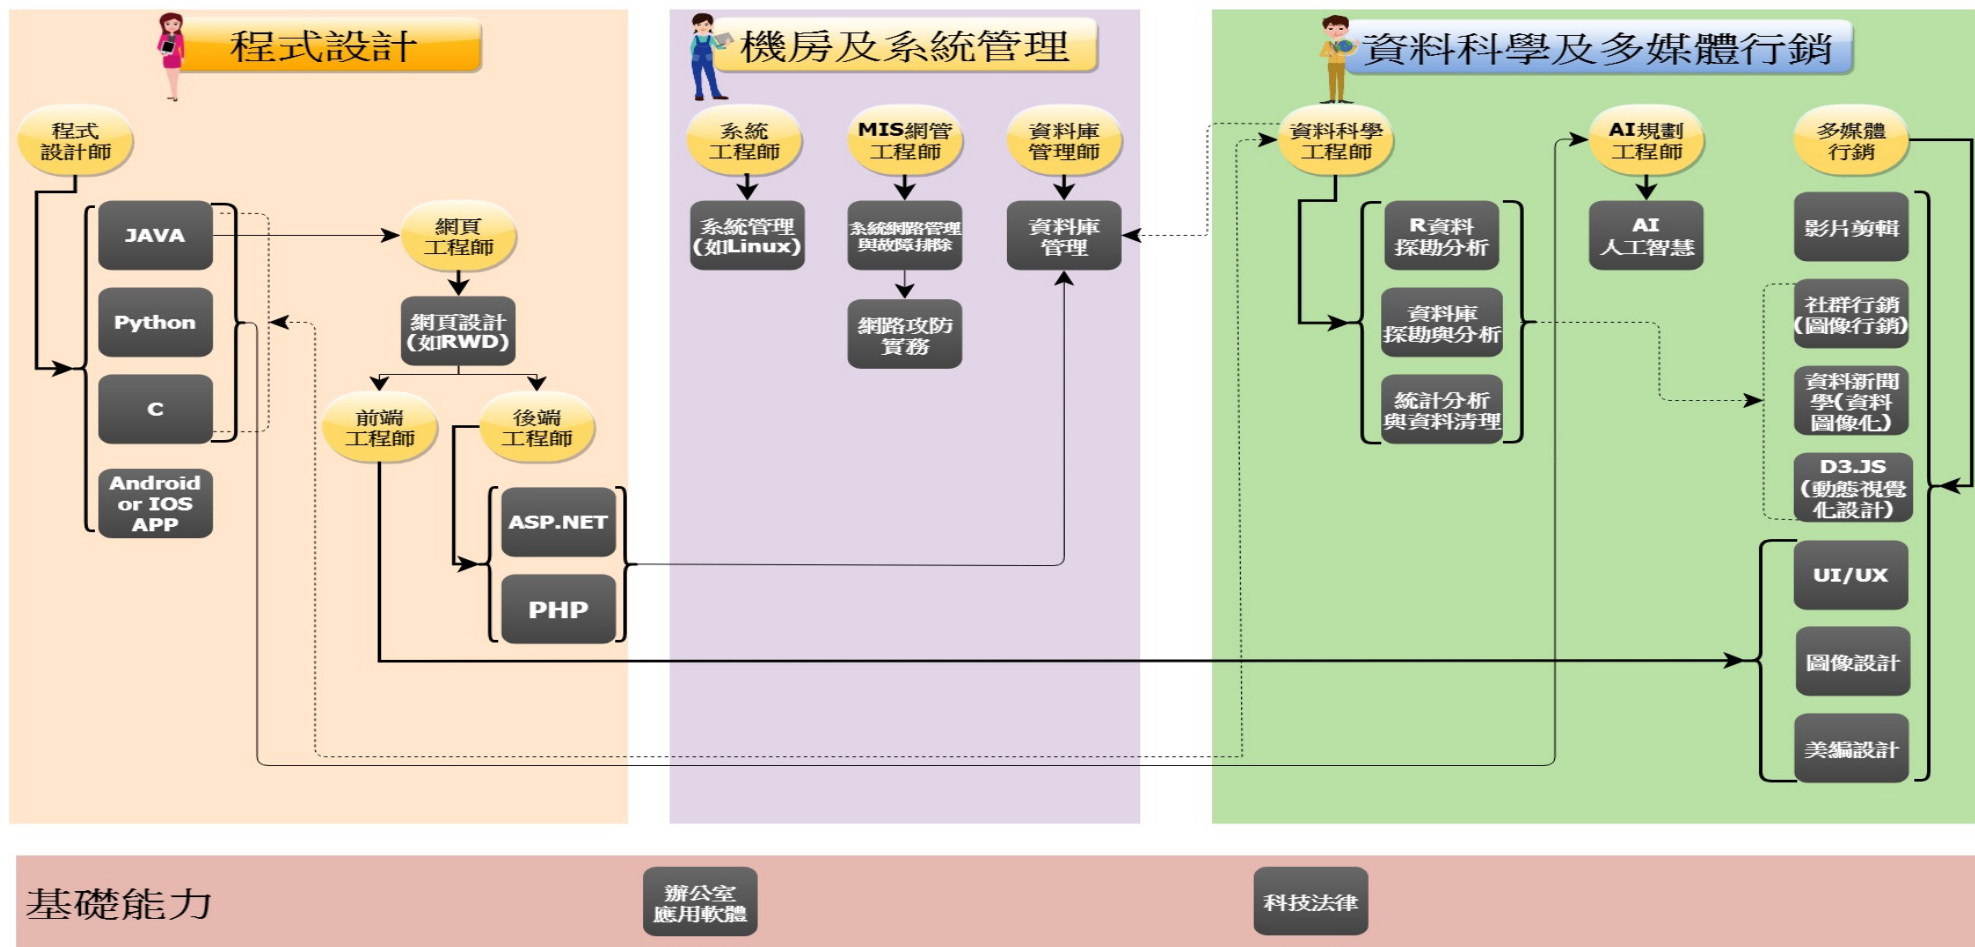 程式設計
機房及系統管理
資料科學及多媒體行銷
程式
設計師
JAVA
Python
C
Android
or IOS
APP
網頁
工程師
網頁設計
(如RWD)
前端
工程師
後端
工程師
ASP.NET
PHP
系統
工程師
系統管理
(如Linux)
MIS網管
工程師
系統網路管理
與故障排除
網路攻防
實務
資料庫
管理師
資料庫
管理
資料科學
工程師
R資料
探勘分析
資料庫
探勘與分析
統計分析
與資料清理
AI規劃
工程師
AI
人工智慧
多媒體
行銷
影片剪輯
社群行銷
(圖像行銷)
資料新聞
學(資料
圖像化)
D3.JS
(動態視覺
化設計)
UI/UX
圖像設計
美編設計
基礎能力
辦公室
應用軟體
科技法律